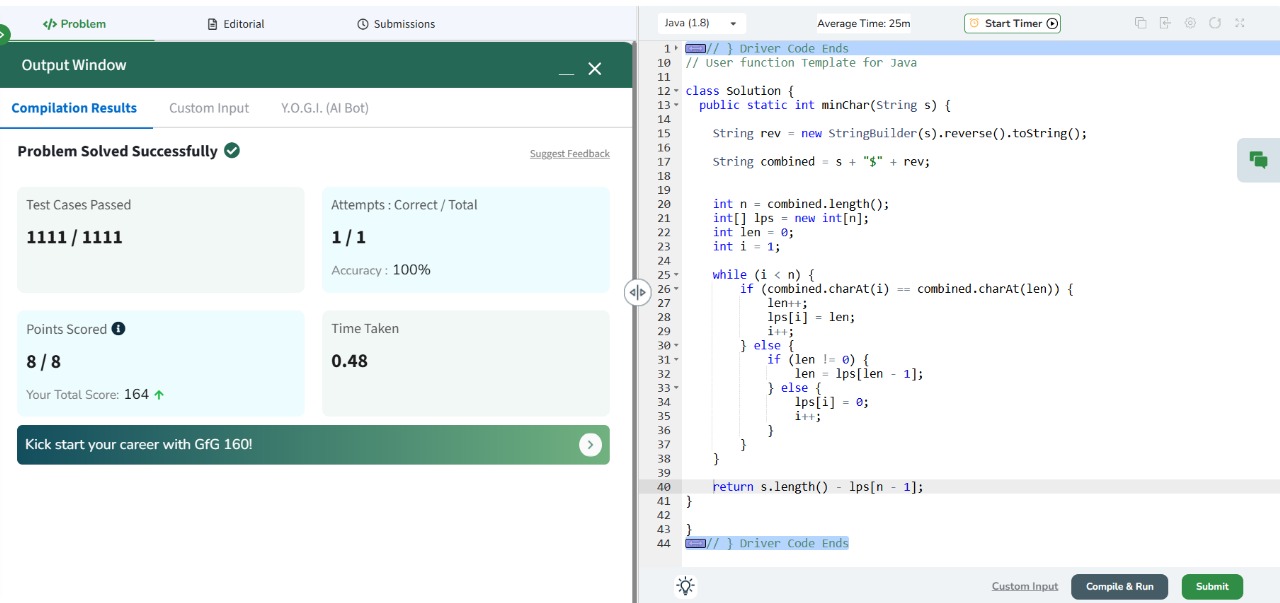 </> Problem
Editorial
Submissions
Output Window
Compilation Results
Custom Input
Y.O.G.I. (AI Bot)
Problem Solved Successfully
Suggest Feedback
Test Cases Passed
1111 / 1111
Attempts : Correct / Total
1 / 1
Accuracy : 100%
Points Scored
8 / 8
Your Total Score: 164
Time Taken
0.48
Kick start your career with GfG 160!
Java (1.8)
Average Time: 25m
Start Timer
1 // } Driver Code Ends
10 // User function Template for Java
11
12 class Solution {
13 public static int minChar(String s) {
14
15 String rev = new StringBuilder(s).reverse().toString();
16
17 String combined = s + "$" + rev;
18
19
20 int n = combined.length();
21 int[] lps = new int[n];
22 int len = 0;
23 int i = 1;
24
25 while (i < n) {
26 if (combined.charAt(i) == combined.charAt(len)) {
27 len++;
28 lps[i] = len;
29 i++;
30 } else {
31 if (len != 0) {
32 len = lps[len - 1];
33 } else {
34 lps[i] = 0;
35 i++;
36 }
37 }
38 }
39
40 return s.length() - lps[n - 1];
41 }
42
43 }
44 // } Driver Code Ends
Custom Input
Compile & Run
Submit